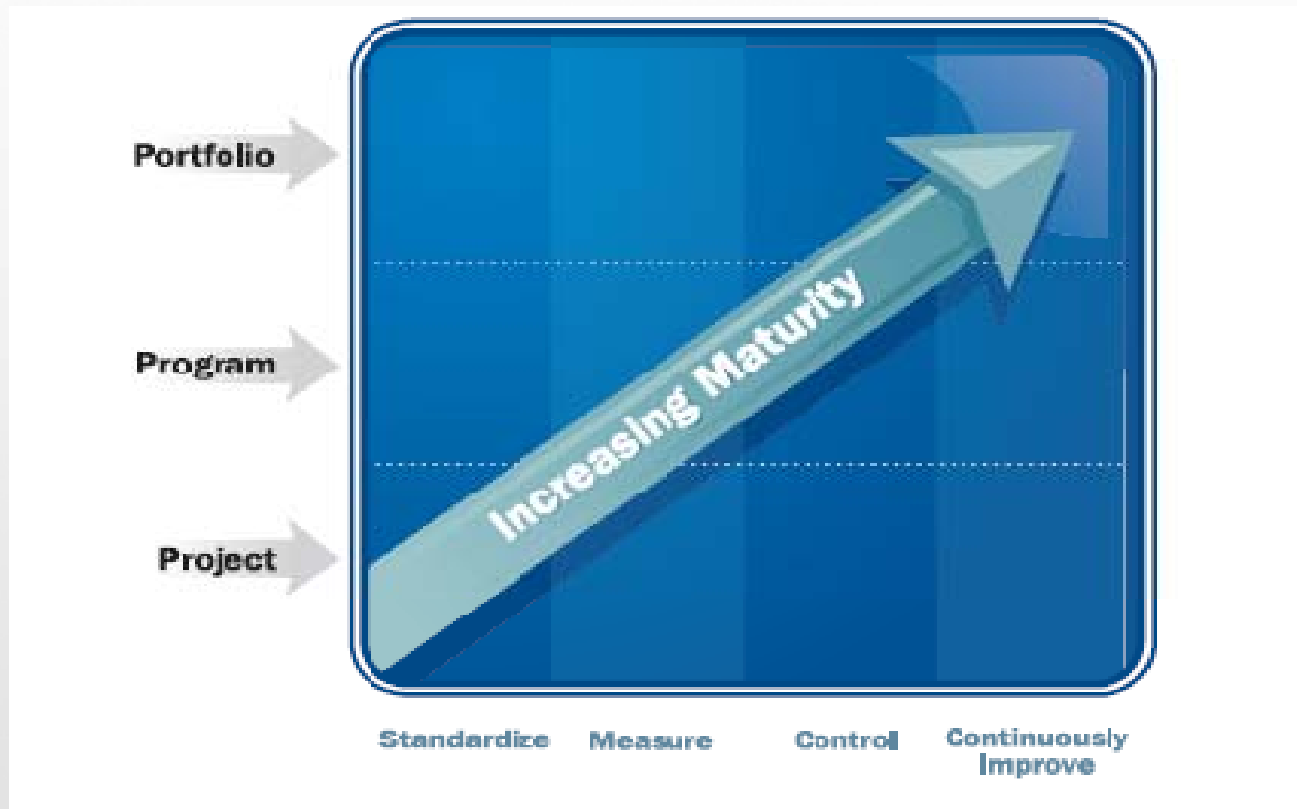 Portfolio
Program
Project
Increasing Maturity
Standardize
Measure
Control
Continuously
Improve